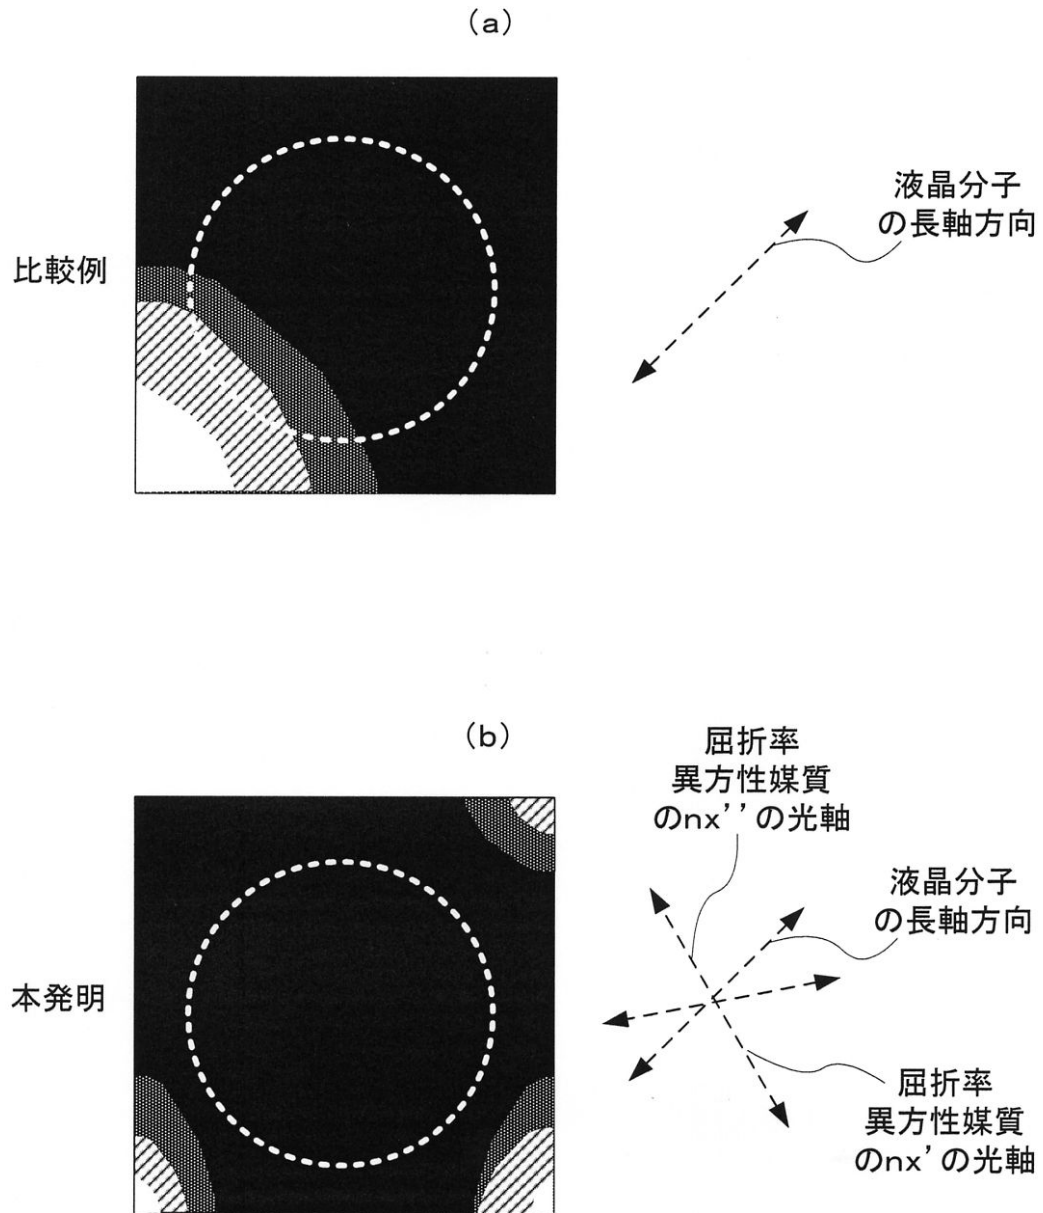 (a)
比較例
液晶分子
の長軸方向
(b)
屈折率
異方性媒質
のnx’’の光軸
液晶分子
の長軸方向
本発明
屈折率
異方性媒質
のnx’の光軸